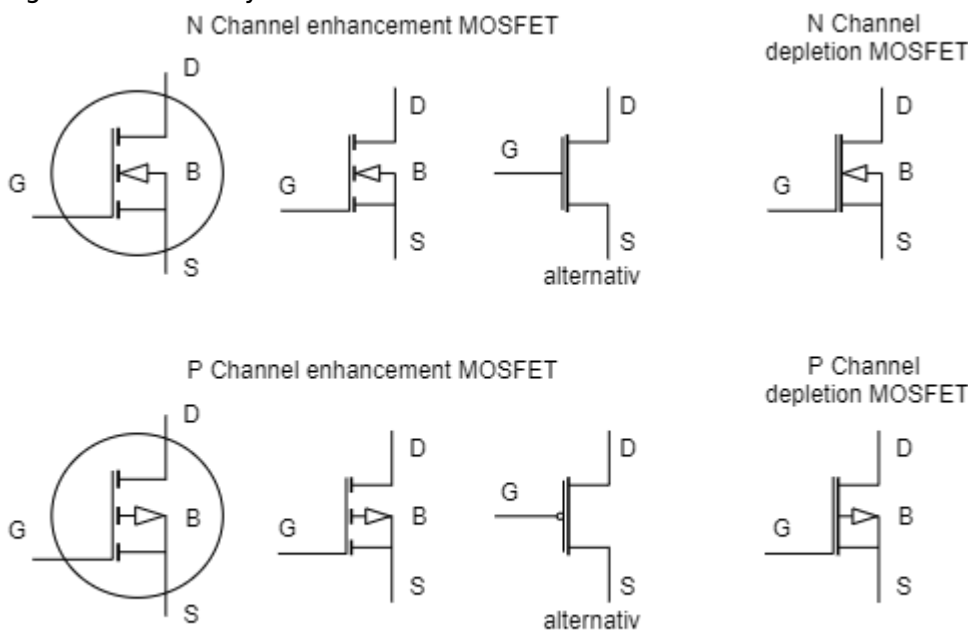 N Channel enhancement MOSFET
N Channel
depletion MOSFET
D
G
B
S
D
G
B
S
D
G
S
alternativ
D
G
B
S
P Channel enhancement MOSFET
P Channel
depletion MOSFET
D
G
B
S
D
G
B
S
D
G
S
alternativ
D
G
B
S